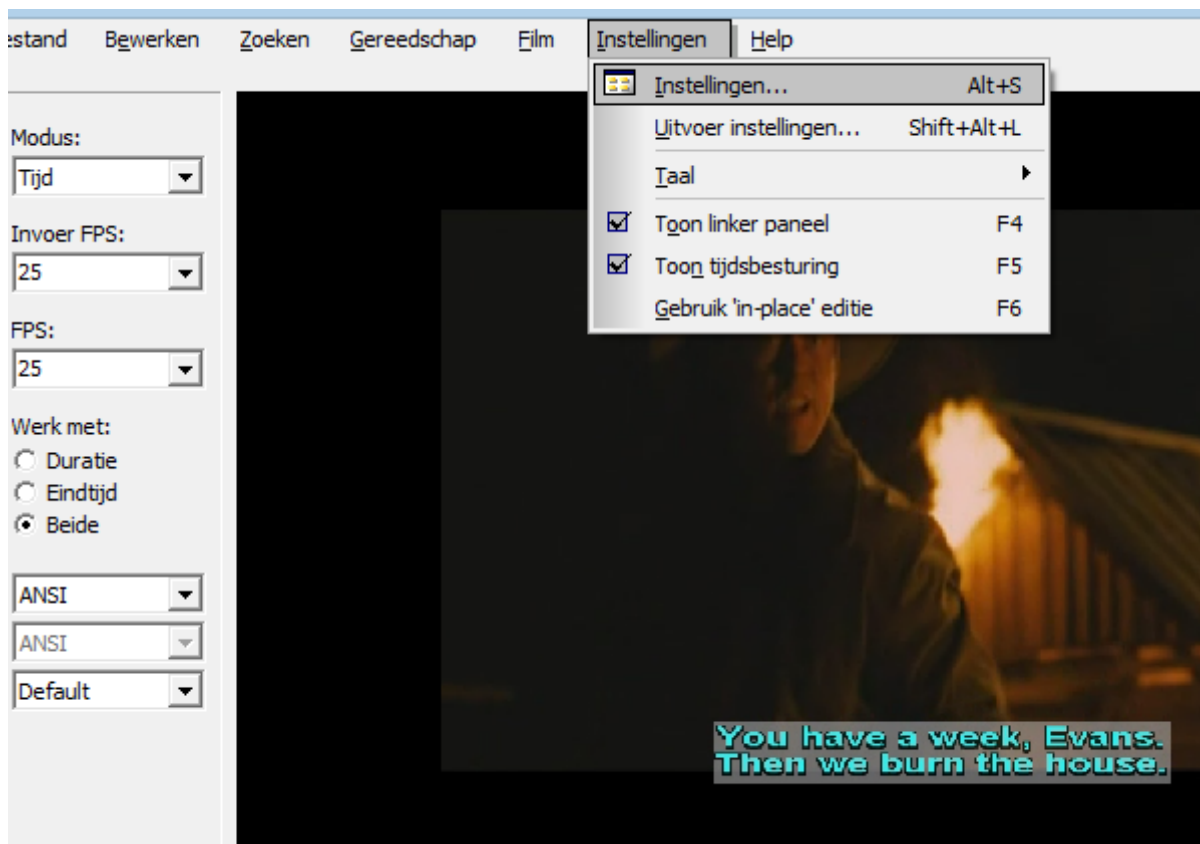 estand Bewerken Zoeken Gereedschap Film Instellingen Help
Instellingen... Alt+S
Uitvoer instellingen... Shift+Alt+L
Taal
Toon linker paneel F4
Toon tijdsbesturing F5
Gebruik 'in-place' editie F6
Modus:
Tijd
Invoer FPS:
25
FPS:
25
Werk met:
Duratie
Eindtijd
Beide
ANSI
ANSI
Default
You have a week, Evans.
Then we burn the house.